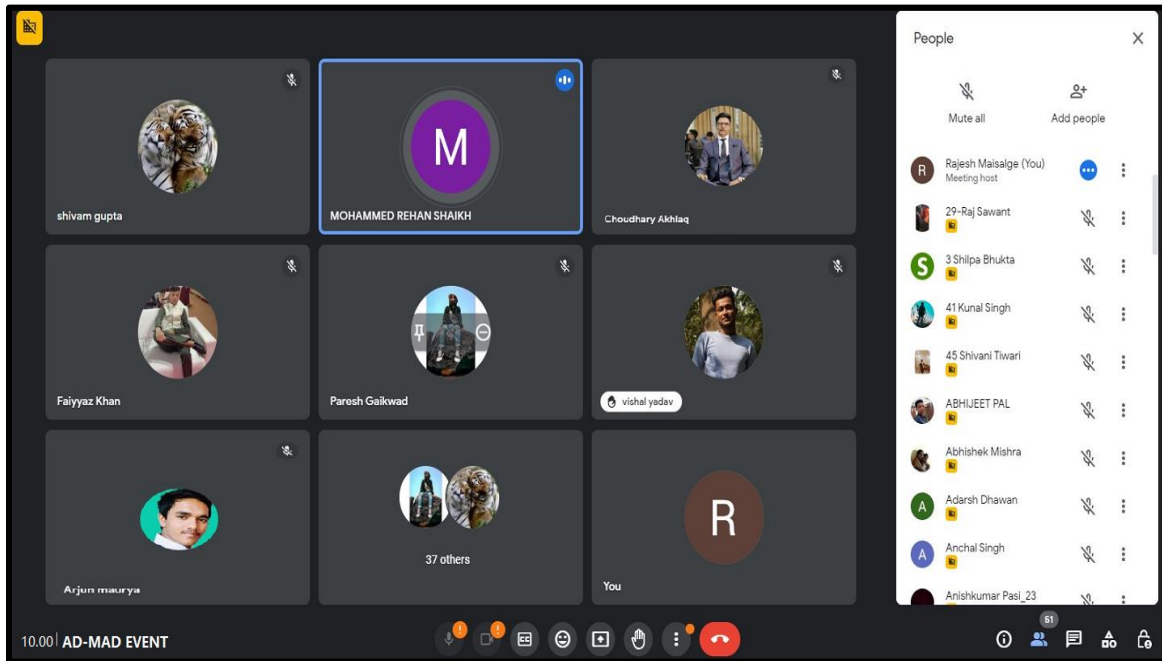 shivam gupta
M
MOHAMMED REHAN SHAIKH
Choudhary Akhlaq
Faiyyaz Khan
Paresh Gaikwad
vishal yadav
Arjun maurya
37 others
R
You
10.00 | AD-MAD EVENT
CC
51
People
Mute all
Add people
R
Rajesh Maisalge (You)
Meeting host
29-Raj Sawant
S
3 Shilpa Bhukta
41 Kunal Singh
45 Shivani Tiwari
ABHIJEET PAL
Abhishek Mishra
A
Adarsh Dhawan
A
Anchal Singh
Anishkumar Pasi_23